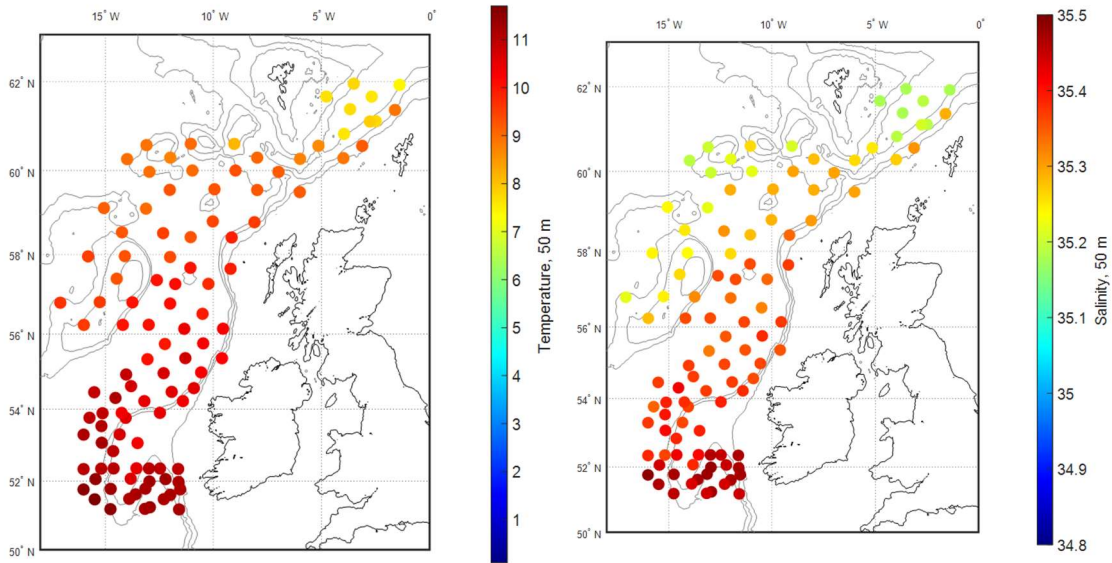 15° W 10° W 5° W 0°
62° N
60° N
58° N
56° N
54° N
52° N
50° N
11
10
9
8
7
6
5
4
3
2
1
Temperature, 50 m
15° W 10° W 5° W 0°
62° N
60° N
58° N
56° N
54° N
52° N
50° N
35.5
35.4
35.3
35.2
35.1
35
34.9
34.8
Salinity, 50 m